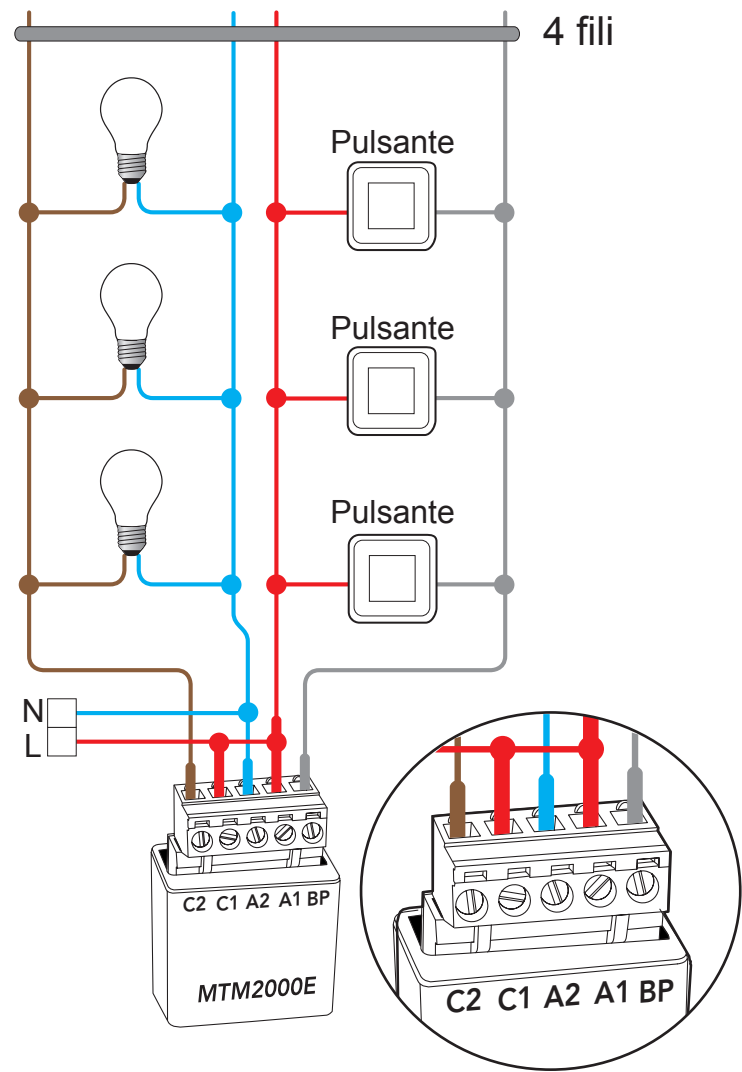 4 fili
Pulsante
Pulsante
Pulsante
N
L
C2 C1 A2 A1 BP
MTM2000E
C2 C1 A2 A1 BP